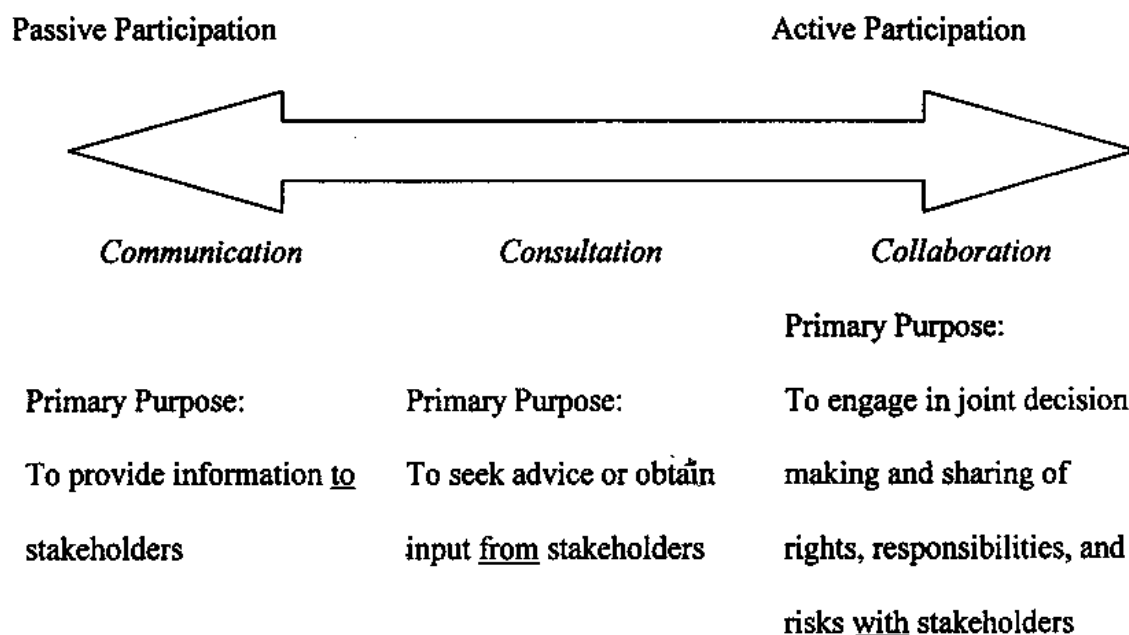 Passive Participation
Active Participation
Communication
Consultation
Collaboration
Primary Purpose:
To provide information to
stakeholders
Primary Purpose:
To seek advice or obtain
input from stakeholders
Primary Purpose:
To engage in joint decision
making and sharing of
rights, responsibilities, and
risks with stakeholders